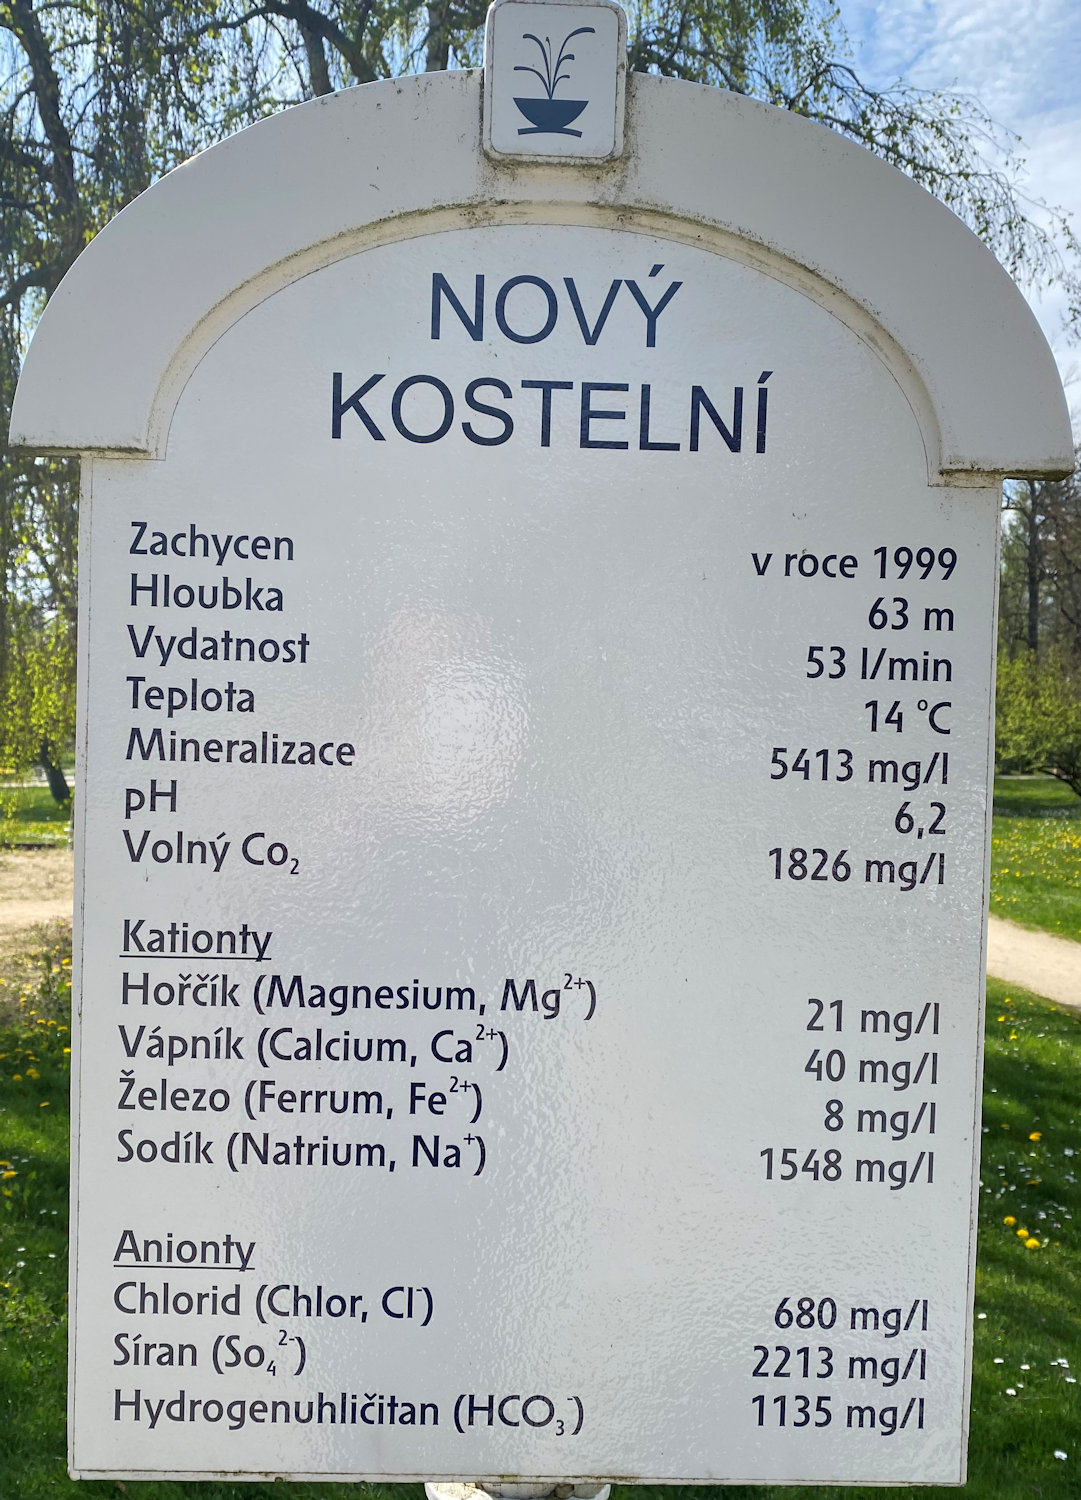 NOVÝ
KOSTELNÍ
Zachycen v roce 1999
Hloubka 63 m
Vydatnost 53 l/min
Teplota 14 °C
Mineralizace 5413 mg/l
pH 6,2
Volný Co₂ 1826 mg/l
Kationty
Hořčík (Magnesium, Mg²⁺) 21 mg/l
Vápník (Calcium, Ca²⁺) 40 mg/l
Železo (Ferrum, Fe²⁺) 8 mg/l
Sodík (Natrium, Na⁺) 1548 mg/l
Anionty
Chlorid (Chlor, Cl⁻) 680 mg/l
Síran (So₄²⁻) 2213 mg/l
Hydrogenuhličitan (HCO₃⁻) 1135 mg/l